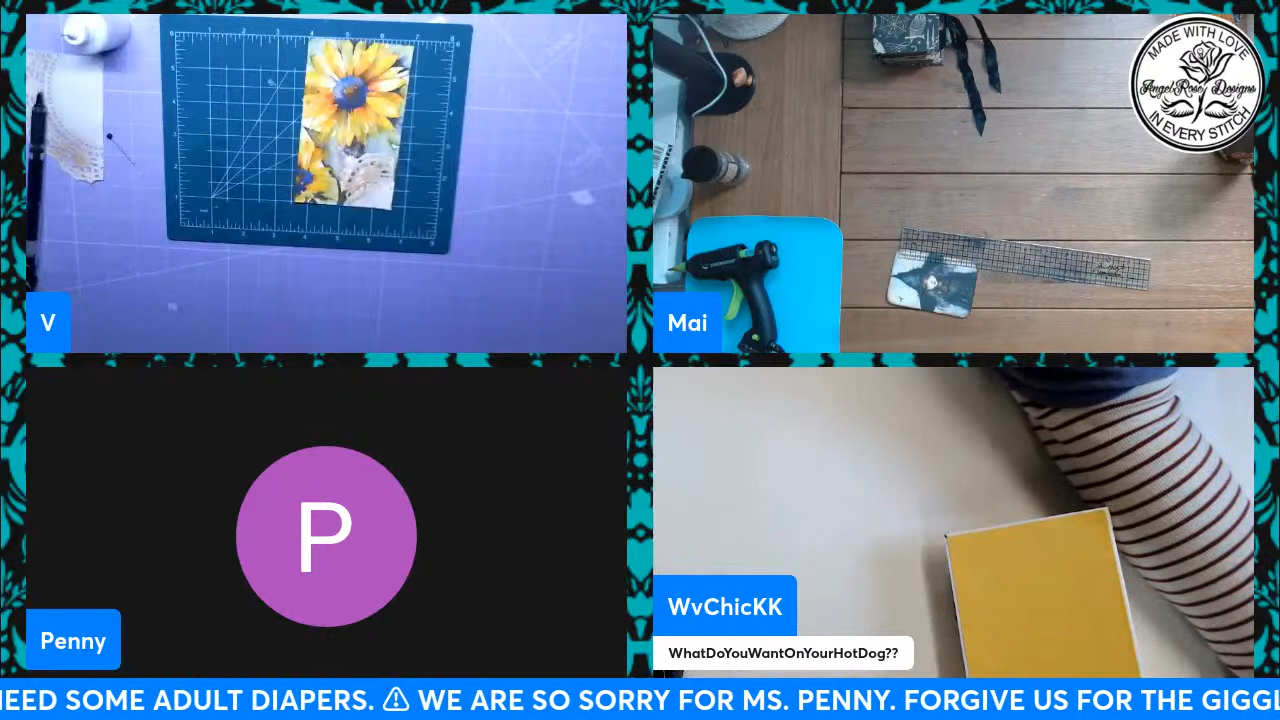 MADE WITH LOVE
AngelRose Designs
IN EVERY STITCH
V
Mai
P
Penny
WvChicKK
WhatDoYouWantOnYourHotDog??
NEED SOME ADULT DIAPERS. ⚠ WE ARE SO SORRY FOR MS. PENNY. FORGIVE US FOR THE GIGGL